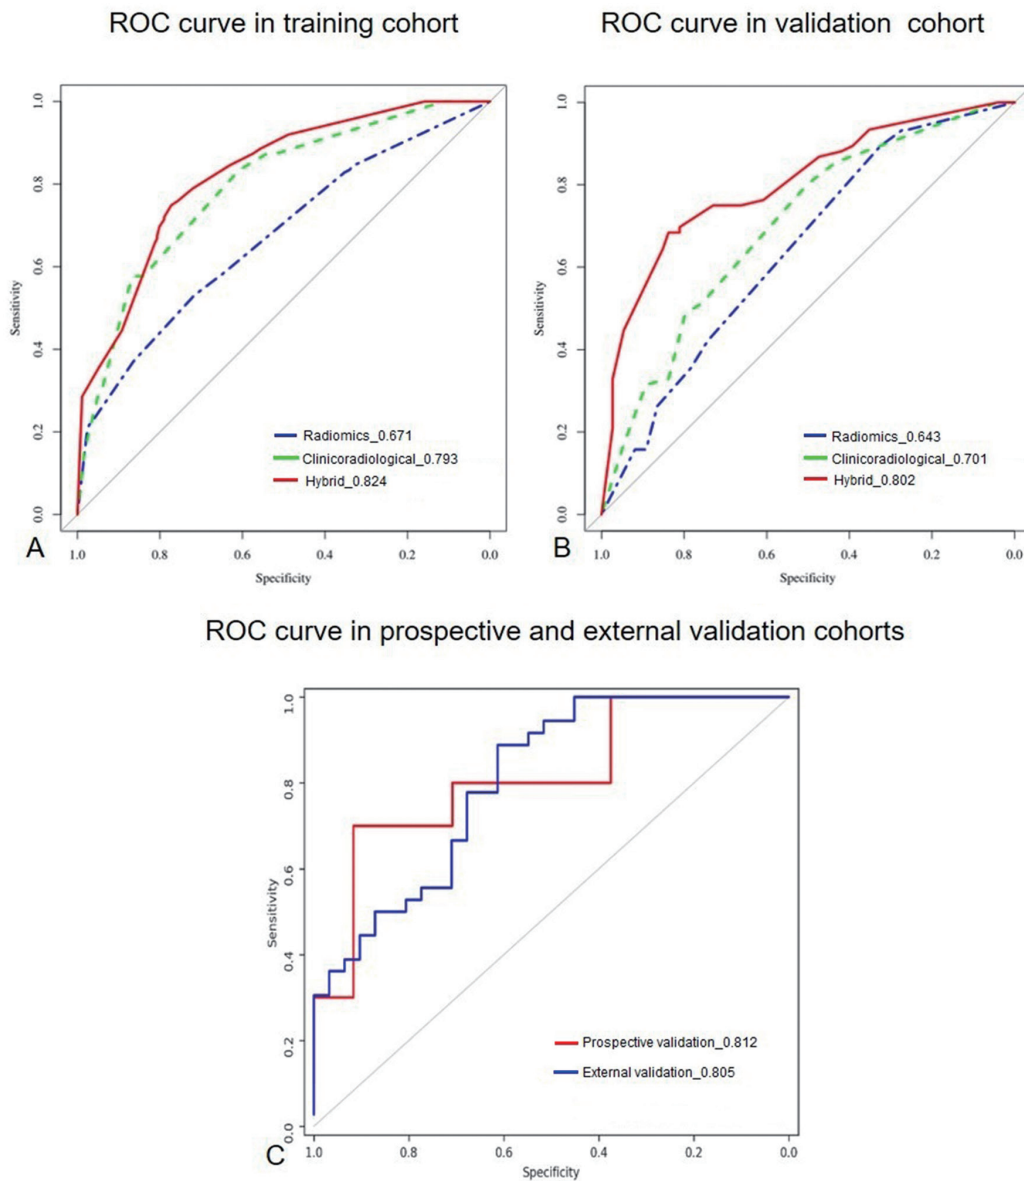 ROC curve in training cohort
ROC curve in validation cohort
1.0
0.8
0.6
0.4
0.2
0.0
Sensitivity
Radiomics_0.671
Clinicoradiological_0.793
Hybrid_0.824
A
1.0
0.8
0.6
0.4
0.2
0.0
Specificity
1.0
0.8
0.6
0.4
0.2
0.0
Sensitivity
Radiomics_0.643
Clinicoradiological_0.701
Hybrid_0.802
B
1.0
0.8
0.6
0.4
0.2
0.0
Specificity
ROC curve in prospective and external validation cohorts
1.0
0.8
0.6
0.4
0.2
0.0
Sensitivity
Prospective validation_0.812
External validation_0.805
C
1.0
0.8
0.6
0.4
0.2
0.0
Specificity